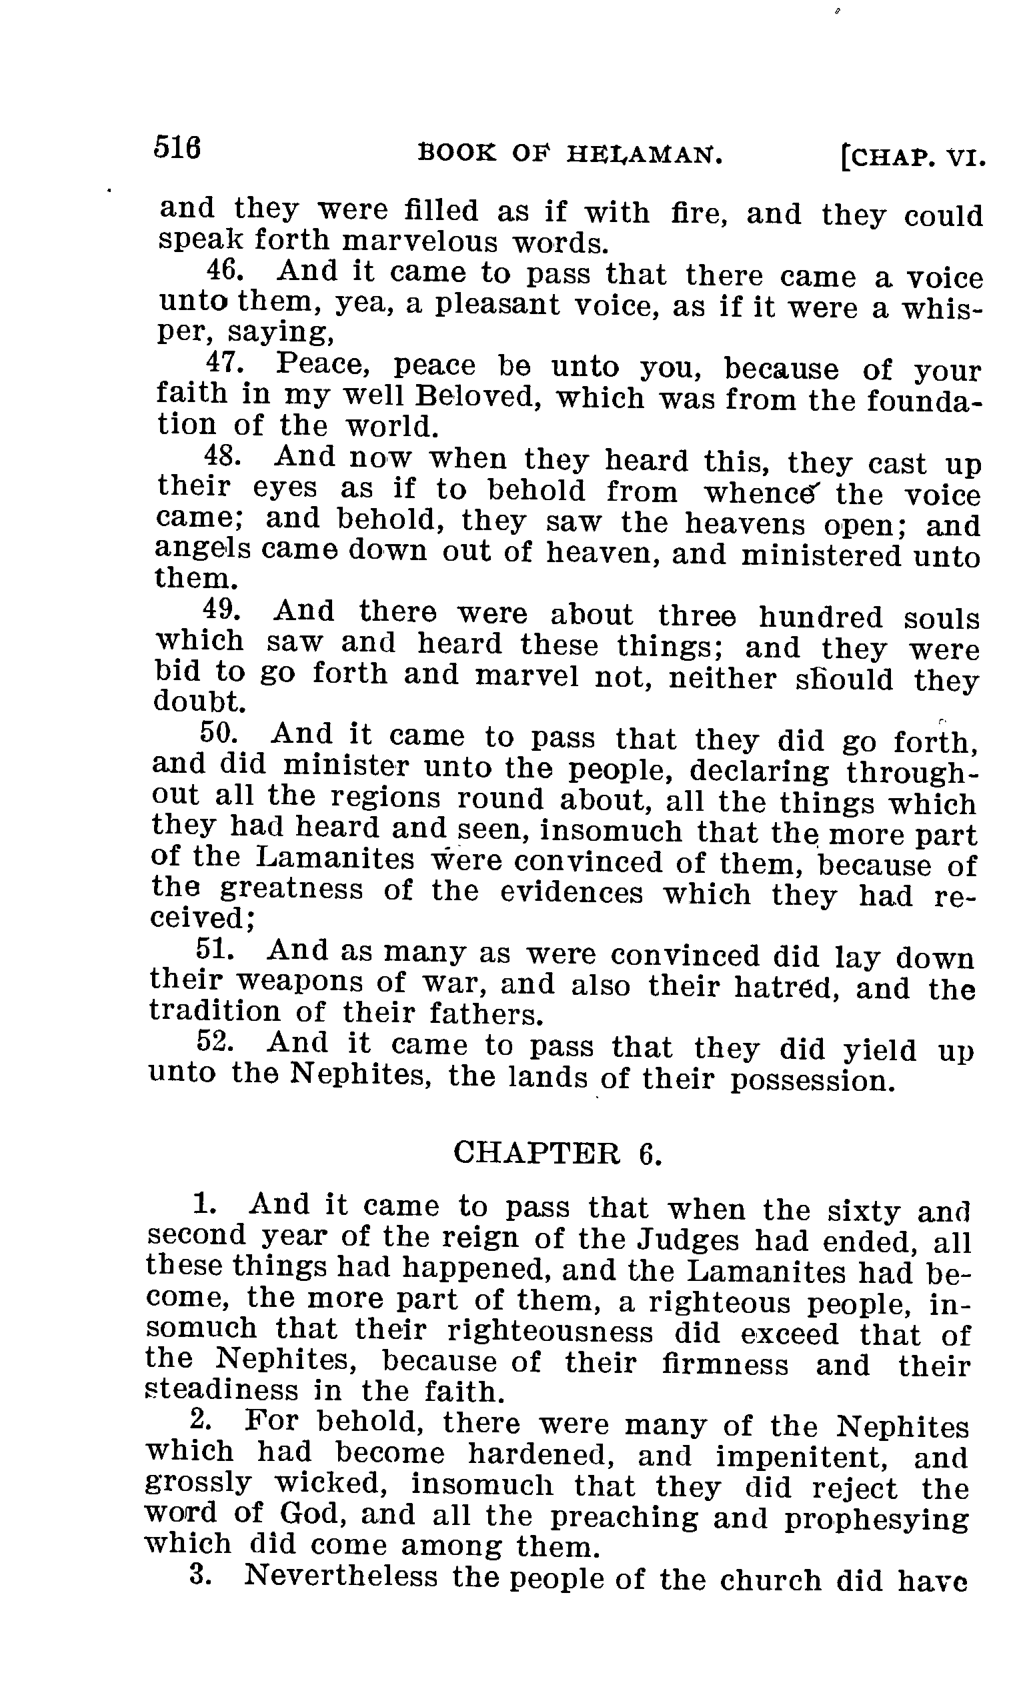 516 BOOK OF HELAMAN. [CHAP. VI.
and they were filled as if with fire, and they could
speak forth marvelous words.
46. And it came to pass that there came a voice
unto them, yea, a pleasant voice, as if it were a whis-
per, saying,
47. Peace, peace be unto you, because of your
faith in my well Beloved, which was from the founda-
tion of the world.
48. And now when they heard this, they cast up
their eyes as if to behold from whence the voice
came; and behold, they saw the heavens open; and
angels came down out of heaven, and ministered unto
them.
49. And there were about three hundred souls
which saw and heard these things; and they were
bid to go forth and marvel not, neither should they
doubt.
50. And it came to pass that they did go forth,
and did minister unto the people, declaring through-
out all the regions round about, all the things which
they had heard and seen, insomuch that the more part
of the Lamanites were convinced of them, because of
the greatness of the evidences which they had re-
ceived;
51. And as many as were convinced did lay down
their weapons of war, and also their hatred, and the
tradition of their fathers.
52. And it came to pass that they did yield up
unto the Nephites, the lands of their possession.
CHAPTER 6.
1. And it came to pass that when the sixty and
second year of the reign of the Judges had ended, all
these things had happened, and the Lamanites had be-
come, the more part of them, a righteous people, in-
somuch that their righteousness did exceed that of
the Nephites, because of their firmness and their
steadiness in the faith.
2. For behold, there were many of the Nephites
which had become hardened, and impenitent, and
grossly wicked, insomuch that they did reject the
word of God, and all the preaching and prophesying
which did come among them.
3. Nevertheless the people of the church did have